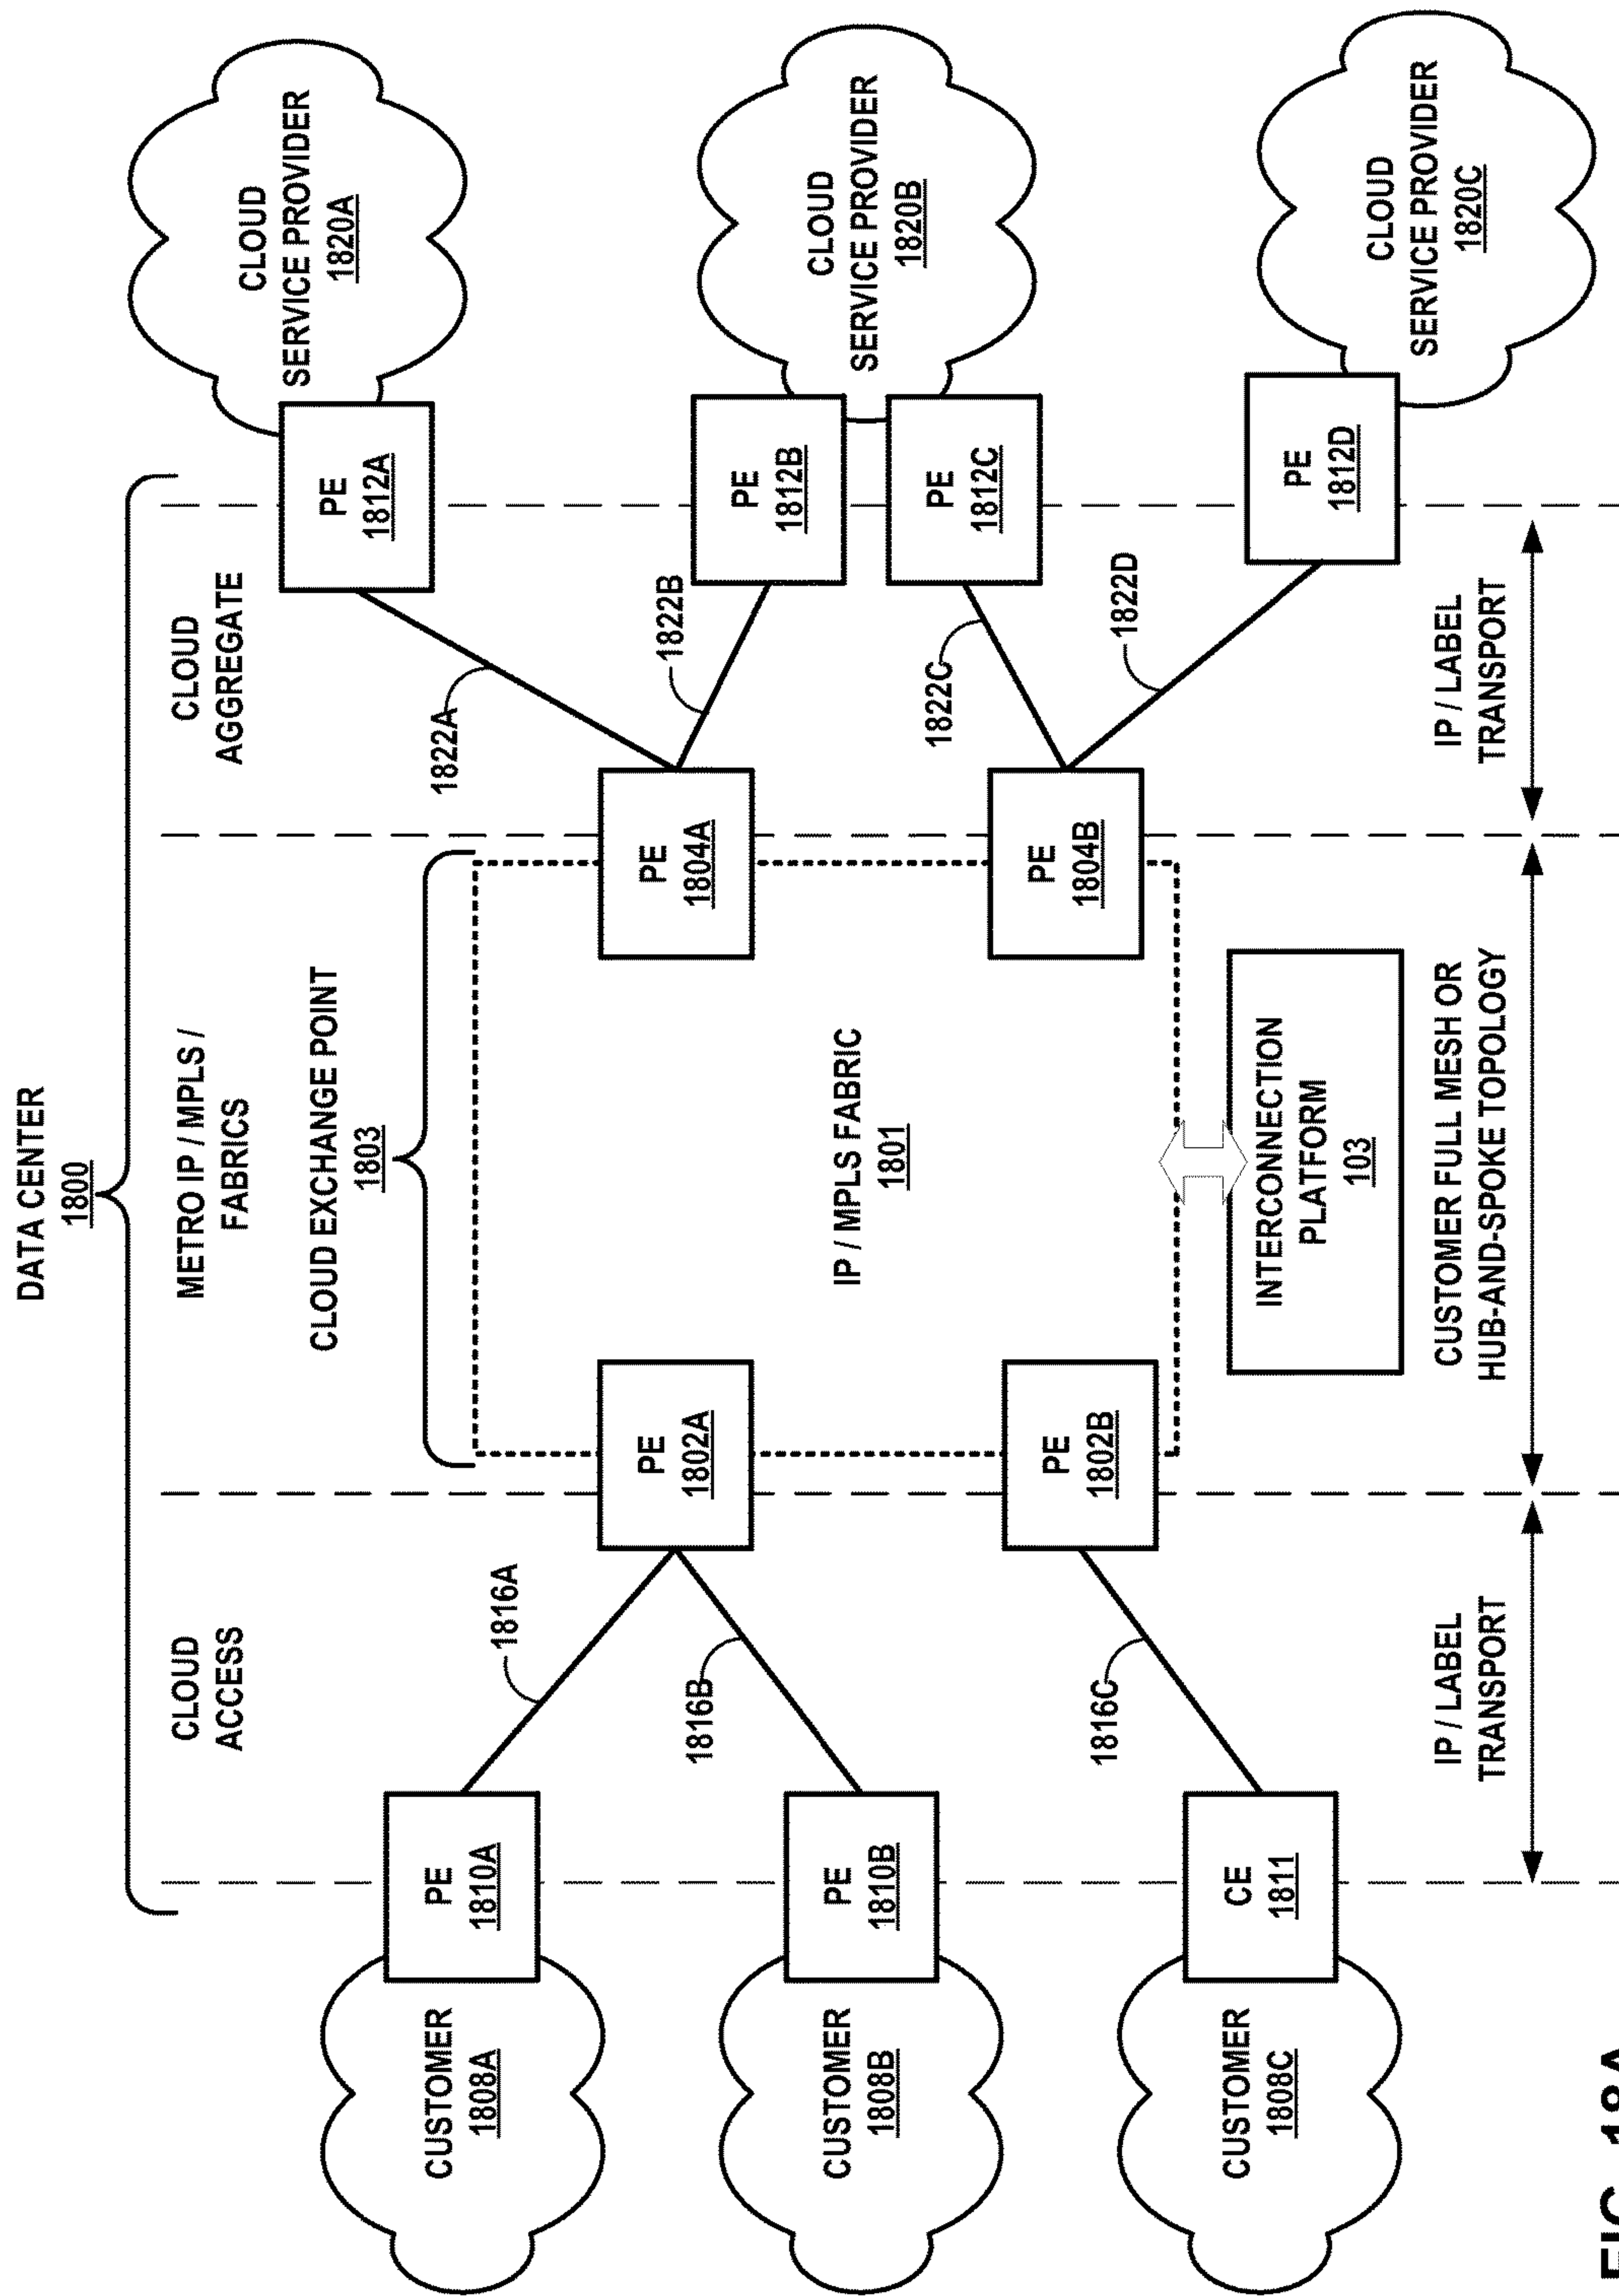 DATA CENTER
1800
CLOUD
ACCESS
METRO IP / MPLS /
FABRICS
CLOUD
AGGREGATE
CLOUD EXCHANGE POINT
1803
CUSTOMER
1808A
PE
1810A
1816A
PE
1802A
PE
1804A
1822A
PE
1812A
CLOUD
SERVICE PROVIDER
1820A
CUSTOMER
1808B
PE
1810B
1816B
IP / MPLS FABRIC
1801
1822B
PE
1812B
CLOUD
SERVICE PROVIDER
1820B
1822C
PE
1812C
CUSTOMER
1808C
CE
1811
1816C
PE
1802B
PE
1804B
1822D
PE
1812D
CLOUD
SERVICE PROVIDER
1820C
INTERCONNECTION
PLATFORM
103
IP / LABEL
TRANSPORT
CUSTOMER FULL MESH OR
HUB-AND-SPOKE TOPOLOGY
IP / LABEL
TRANSPORT
FIG. 18A